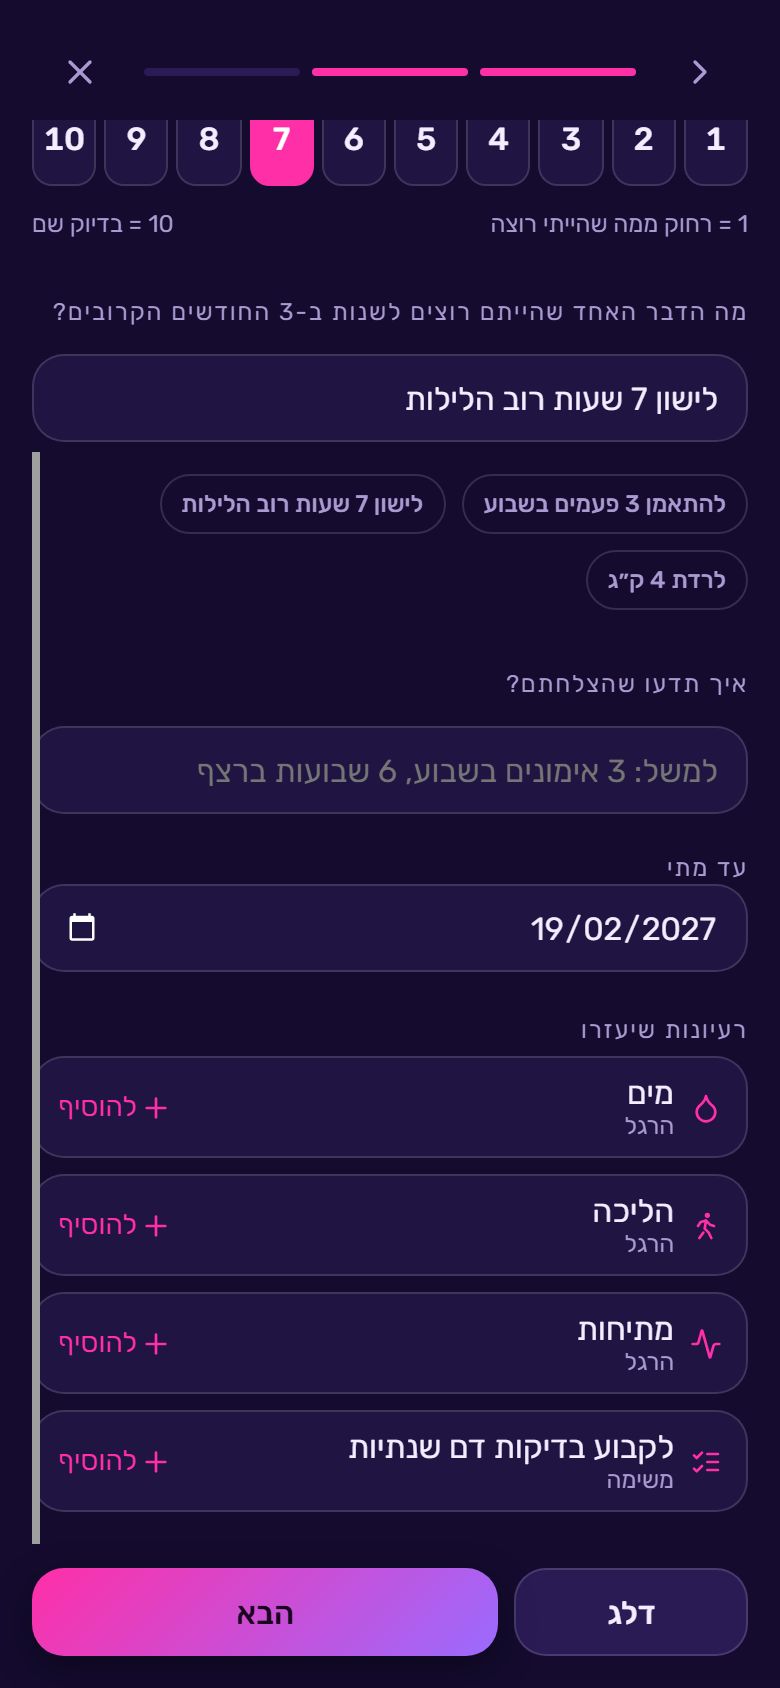 1 2 3 4 5 6 7 8 9 10
1 = רחוק ממה שהייתי רוצה
10 = בדיוק שם
מה הדבר האחד שהייתם רוצים לשנות ב-3 החודשים הקרובים?
לישון 7 שעות רוב הלילות
להתאמן 3 פעמים בשבוע
לישון 7 שעות רוב הלילות
לרדת 4 ק״ג
איך תדעו שהצלחתם?
למשל: 3 אימונים בשבוע, 6 שבועות ברצף
עד מתי
19/02/2027
רעיונות שיעזרו
מים
הרגל
+ להוסיף
הליכה
הרגל
+ להוסיף
מתיחות
הרגל
+ להוסיף
לקבוע בדיקות דם שנתיות
משימה
+ להוסיף
דלג
הבא